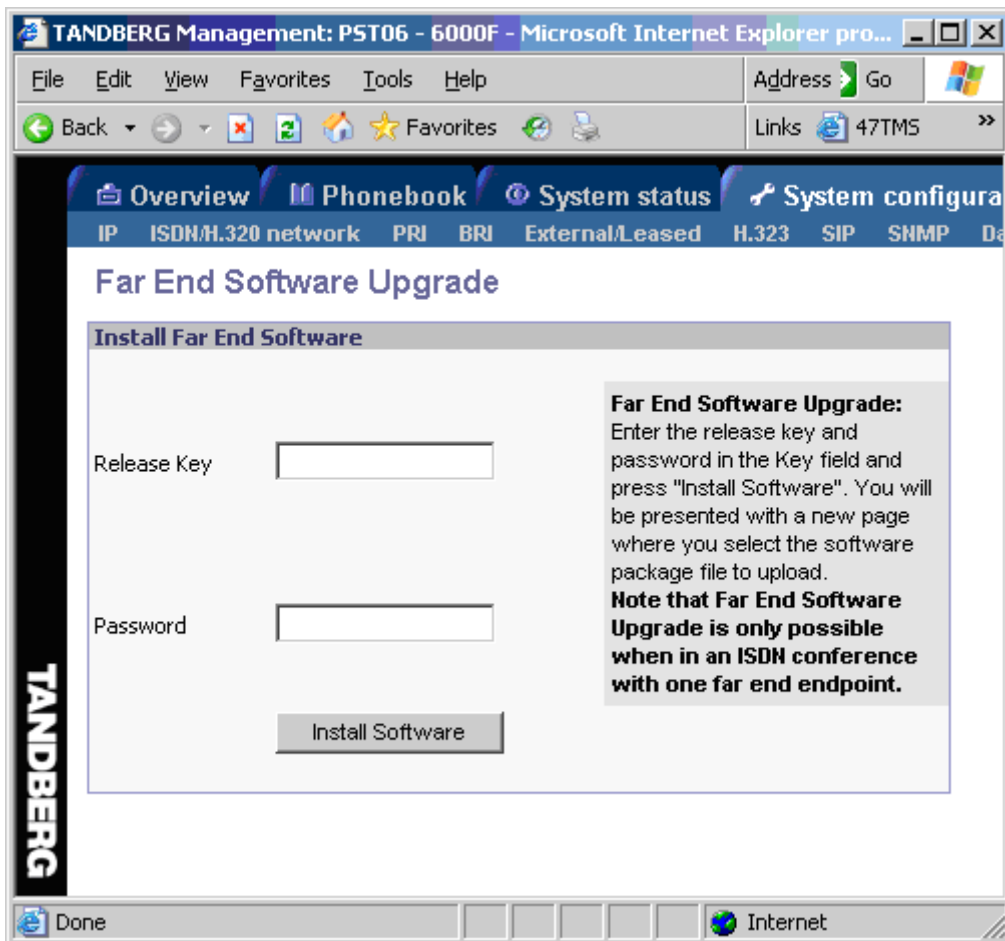 TANDBERG Management: PST06 - 6000F - Microsoft Internet Explorer pro...
File Edit View Favorites Tools Help Address Go
Back Favorites Links 47TMS »
Overview Phonebook System status System configura
IP ISDN/H.320 network PRI BRI External/Leased H.323 SIP SNMP Da
Far End Software Upgrade
Install Far End Software
Release Key
Password
Install Software
Far End Software Upgrade:
Enter the release key and
password in the Key field and
press "Install Software". You will
be presented with a new page
where you select the software
package file to upload.
Note that Far End Software
Upgrade is only possible
when in an ISDN conference
with one far end endpoint.
TANDBERG
Done Internet